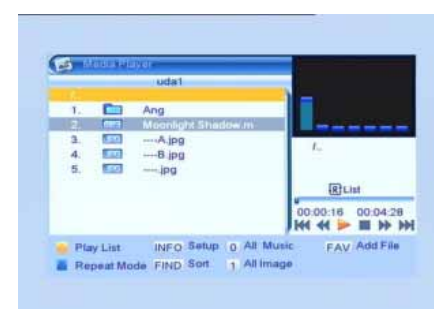 Media Player
uda1
/..
1. Ang
2. Moonlight Shadow.m
3. ----A.jpg
4. ----B.jpg
5. ----.jpg
/..
List
00:00:16 00:04:28
Play List INFO Setup 0 All Music FAV Add File
Repeat Mode FIND Sort 1 All Image